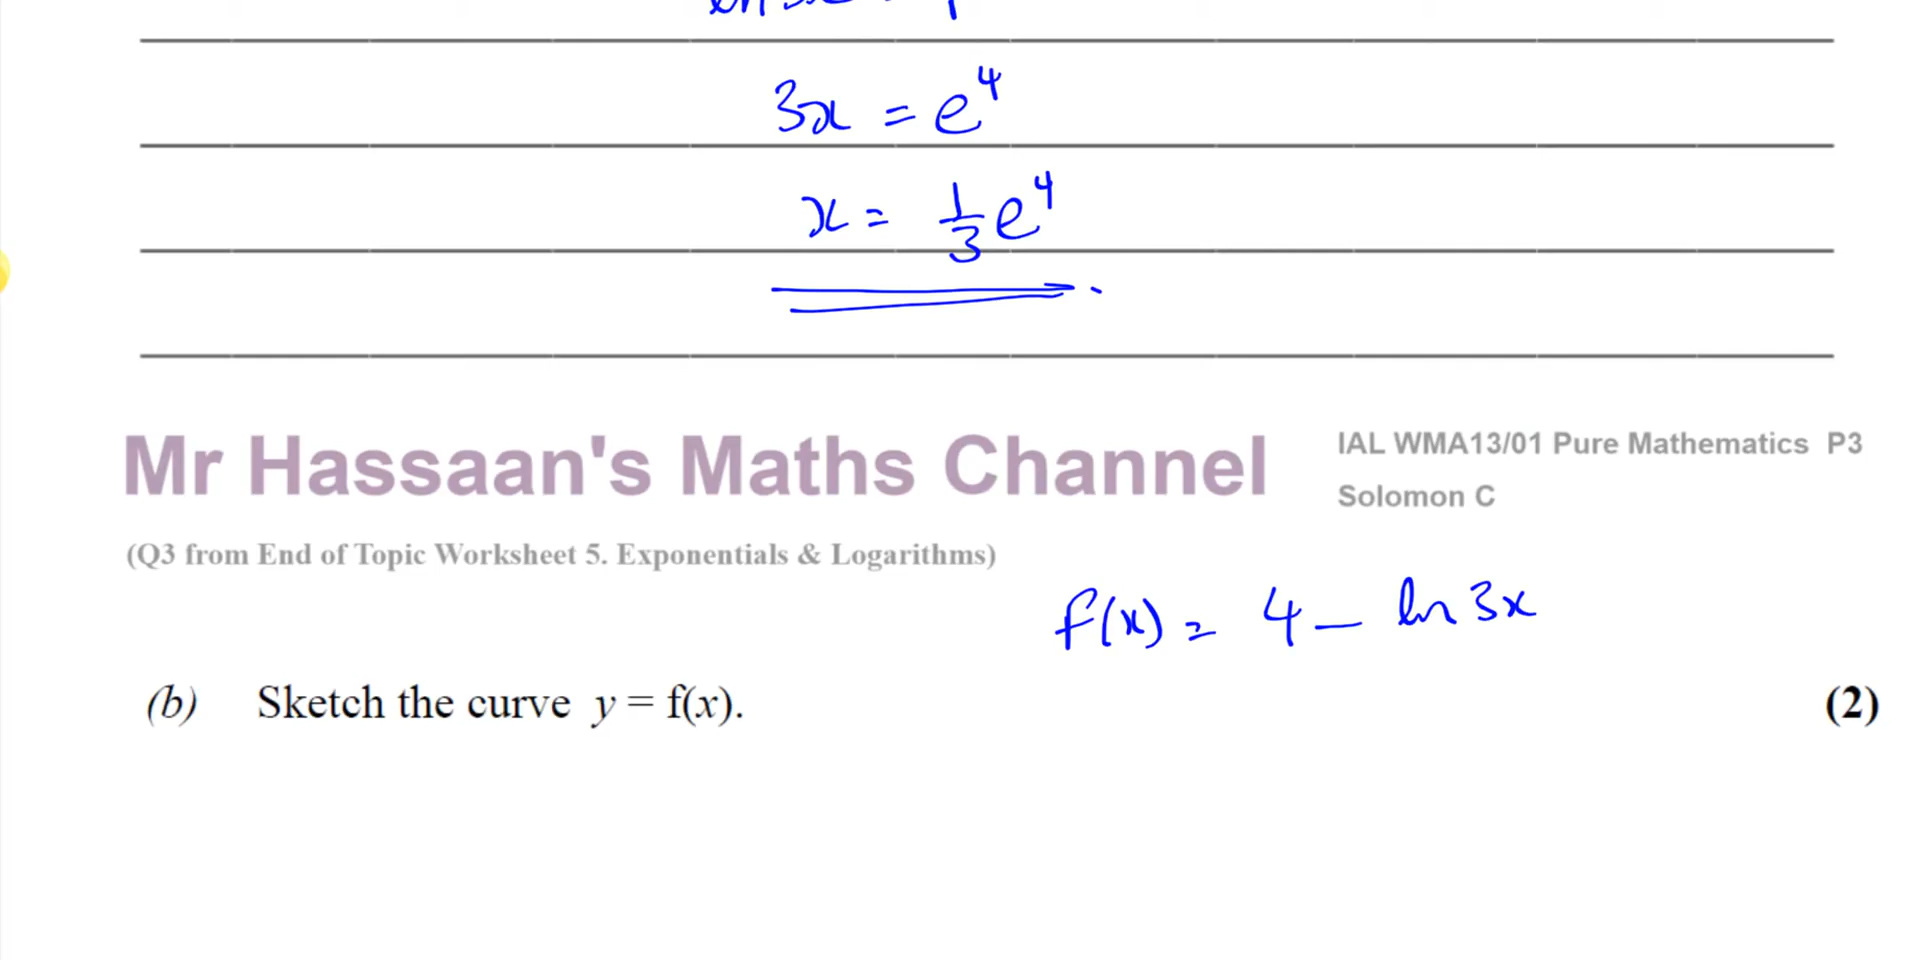 3x = e^4
x = 1/3 e^4
Mr Hassaan's Maths Channel
IAL WMA13/01 Pure Mathematics P3
Solomon C
(Q3 from End of Topic Worksheet 5. Exponentials & Logarithms)
f(x) = 4 - ln 3x
(b) Sketch the curve y = f(x). (2)